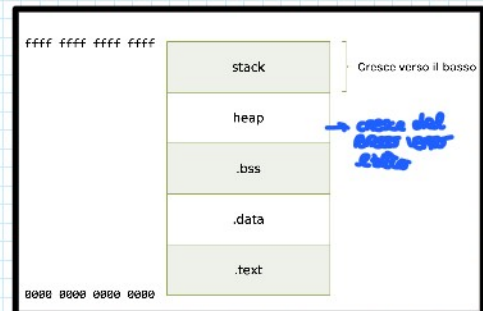 ffff ffff ffff ffff
stack
Cresce verso il basso
heap
→ cresce dal
basso verso
l'alto
.bss
.data
.text
0000 0000 0000 0000